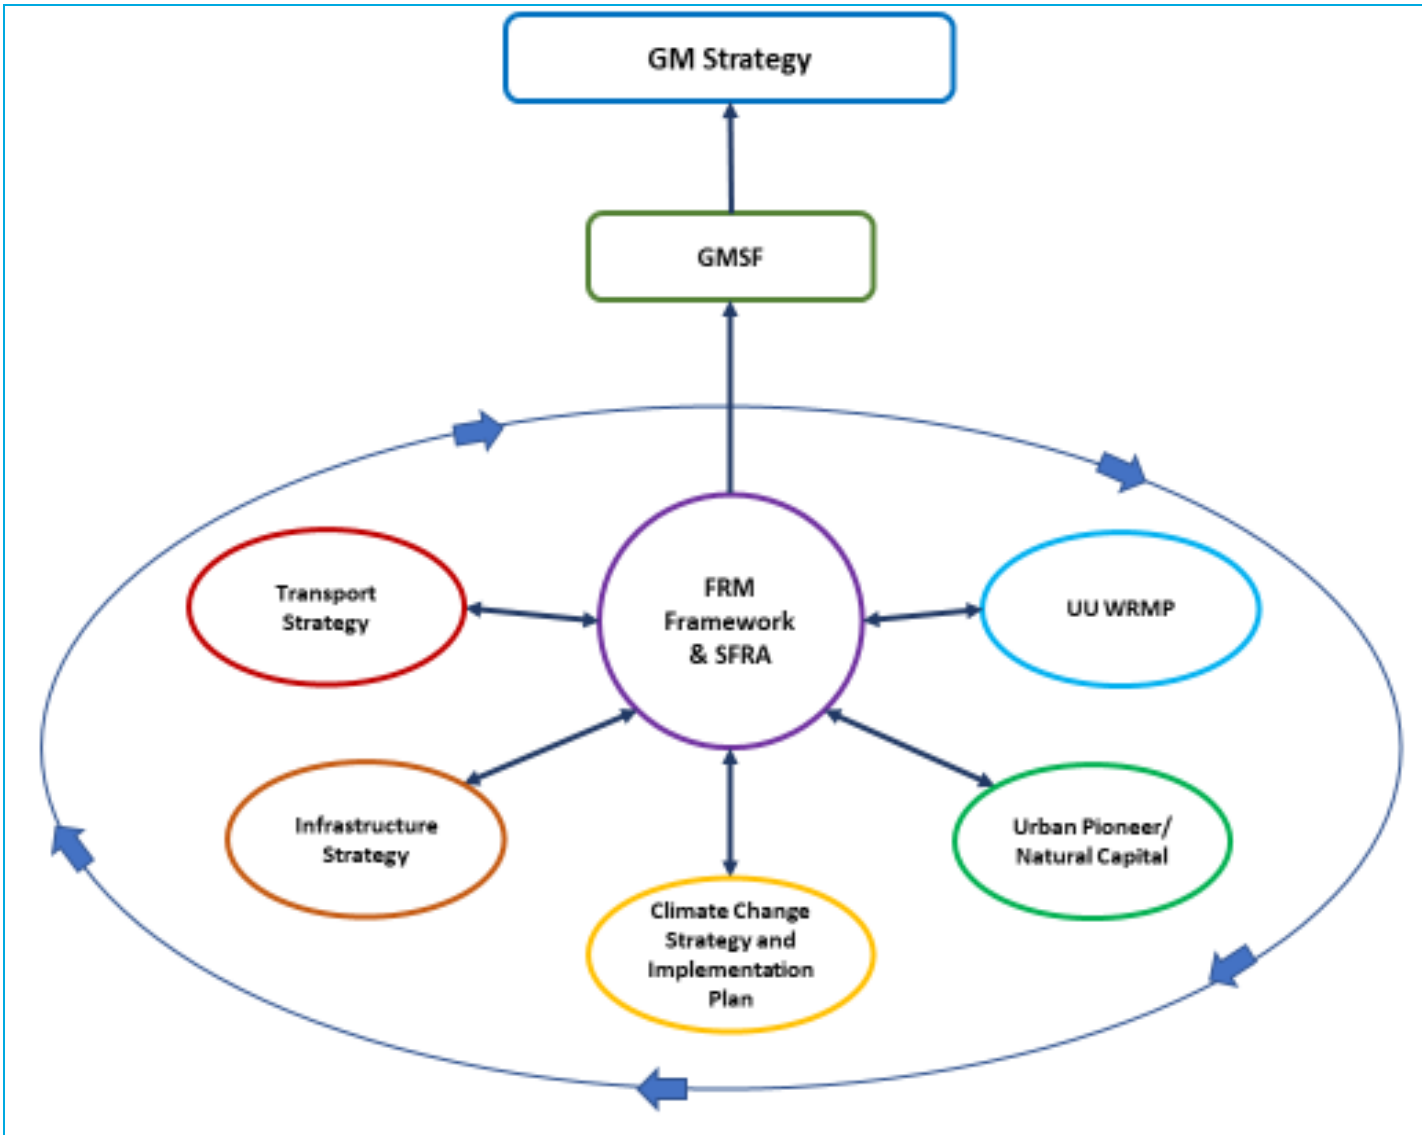 GM Strategy
GMSF
FRM
Framework
& SFRA
Transport
Strategy
UU WRMP
Infrastructure
Strategy
Urban Pioneer/
Natural Capital
Climate Change
Strategy and
Implementation
Plan